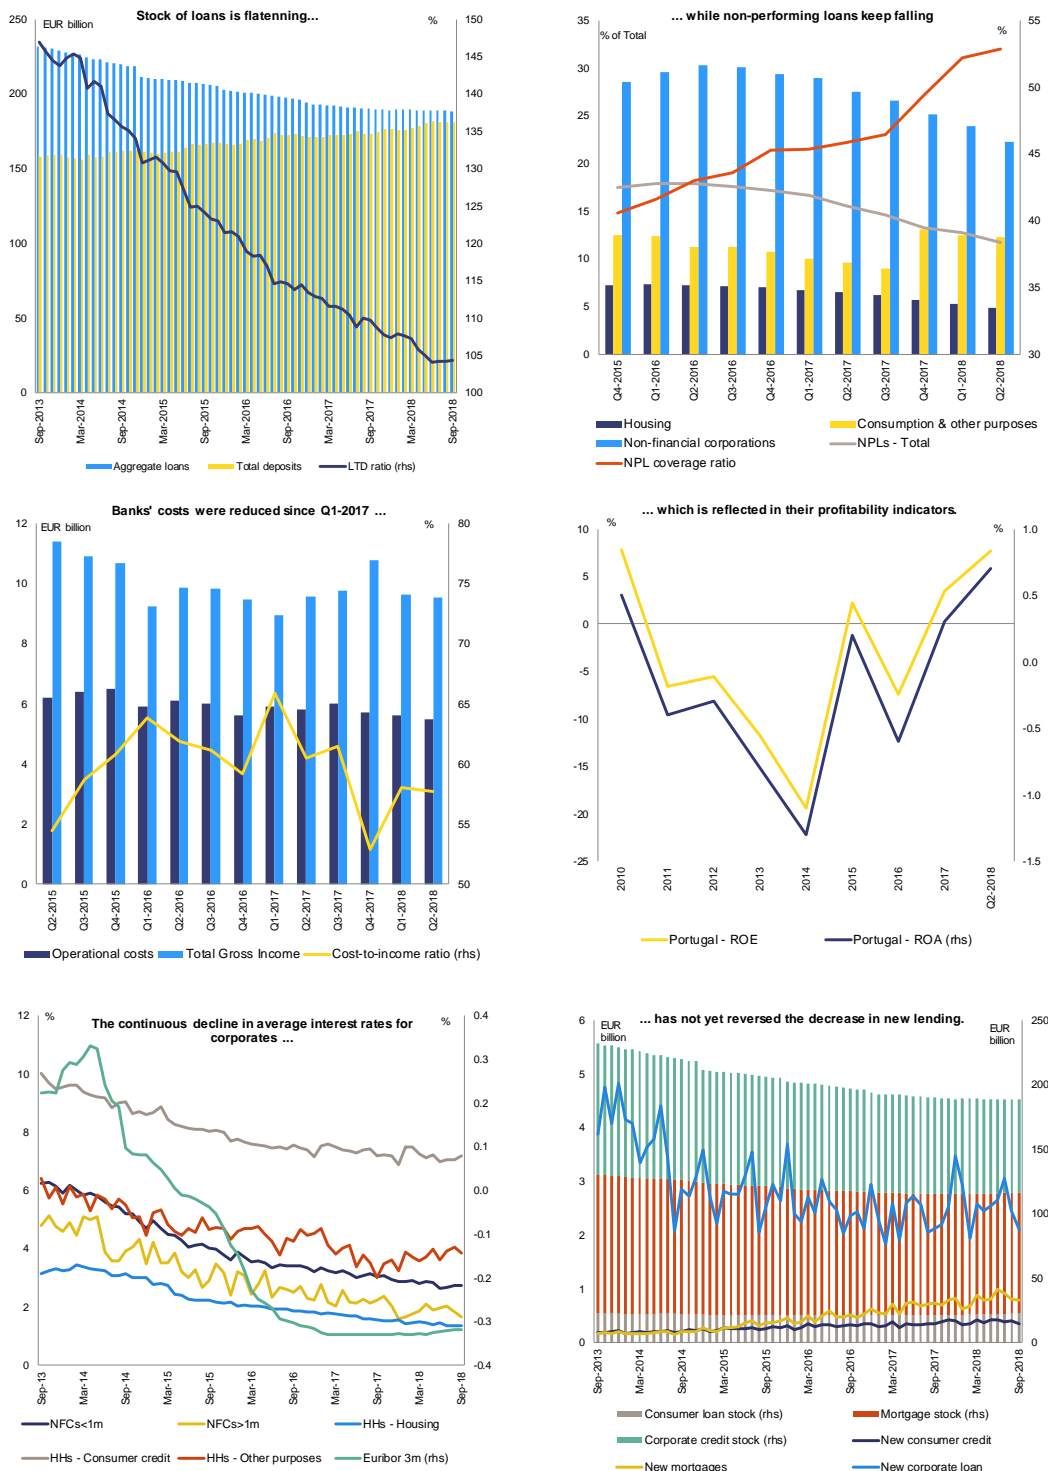 Stock of loans is flatenning...
EUR billion
%
250
200
150
100
50
0
150
145
140
135
130
125
120
115
110
105
100
Sep-2013
Mar-2014
Sep-2014
Mar-2015
Sep-2015
Mar-2016
Sep-2016
Mar-2017
Sep-2017
Mar-2018
Sep-2018
Aggregate loans
Total deposits
LTD ratio (rhs)
... while non-performing loans keep falling
% of Total
%
35
30
25
20
15
10
5
0
55
50
45
40
35
30
Q4-2015
Q1-2016
Q2-2016
Q3-2016
Q4-2016
Q1-2017
Q2-2017
Q3-2017
Q4-2017
Q1-2018
Q2-2018
Housing
Consumption & other purposes
Non-financial corporations
NPLs - Total
NPL coverage ratio
Banks' costs were reduced since Q1-2017 ...
EUR billion
%
12
10
8
6
4
2
0
80
75
70
65
60
55
50
Q2-2015
Q3-2015
Q4-2015
Q1-2016
Q2-2016
Q3-2016
Q4-2016
Q1-2017
Q2-2017
Q3-2017
Q4-2017
Q1-2018
Q2-2018
Operational costs
Total Gross Income
Cost-to-income ratio (rhs)
... which is reflected in their profitability indicators.
%
%
10
5
0
-5
-10
-15
-20
-25
1.0
0.5
0.0
-0.5
-1.0
-1.5
2010
2011
2012
2013
2014
2015
2016
2017
Q2-2018
Portugal - ROE
Portugal - ROA (rhs)
The continuous decline in average interest rates for
corporates ...
%
%
12
10
8
6
4
2
0
0.4
0.3
0.2
0.1
0.0
-0.1
-0.2
-0.3
-0.4
Sep-13
Mar-14
Sep-14
Mar-15
Sep-15
Mar-16
Sep-16
Mar-17
Sep-17
Mar-18
Sep-18
NFCs<1m
NFCs>1m
HHs - Housing
HHs - Consumer credit
HHs - Other purposes
Euribor 3m (rhs)
... has not yet reversed the decrease in new lending.
EUR
billion
EUR
billion
6
5
4
3
2
1
0
250
200
150
100
50
0
Sep-2013
Mar-2014
Sep-2014
Mar-2015
Sep-2015
Mar-2016
Sep-2016
Mar-2017
Sep-2017
Mar-2018
Sep-2018
Consumer loan stock (rhs)
Mortgage stock (rhs)
Corporate credit stock (rhs)
New consumer credit
New mortgages
New corporate loan